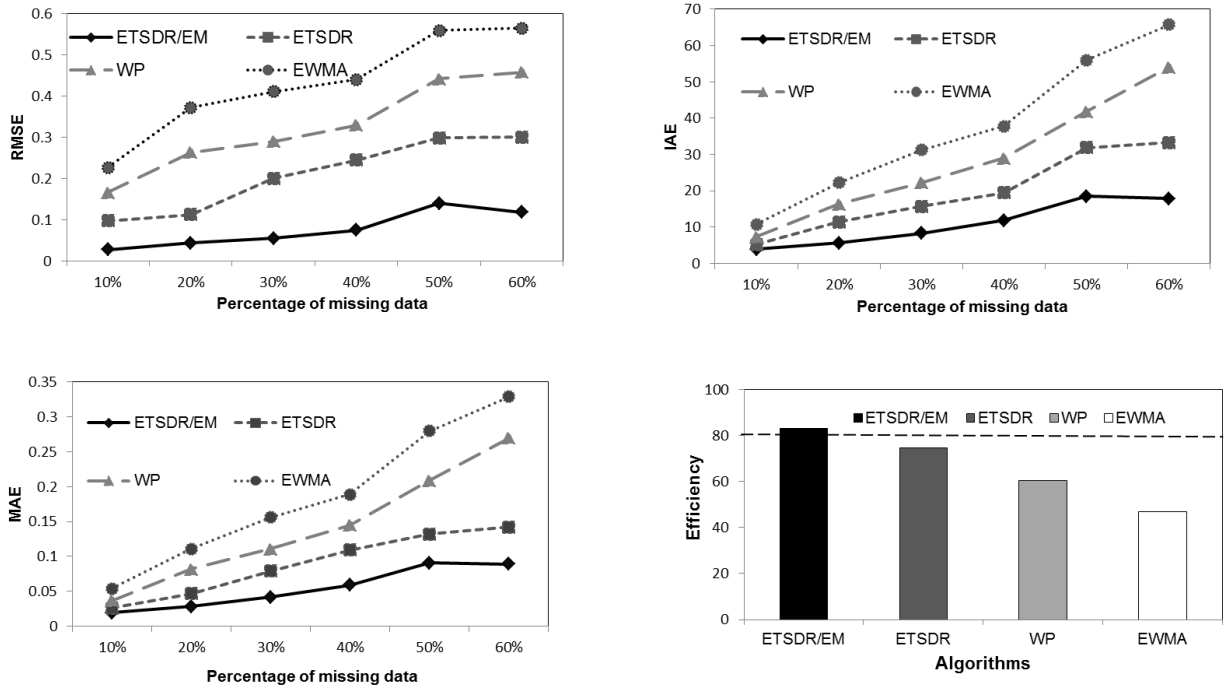 0.6
0.5
0.4
0.3
0.2
0.1
0
RMSE
ETSDR/EM
ETSDR
WP
EWMA
10% 20% 30% 40% 50% 60%
Percentage of missing data
70
60
50
40
30
20
10
0
IAE
ETSDR/EM
ETSDR
WP
EWMA
10% 20% 30% 40% 50% 60%
Percentage of missing data
0.35
0.3
0.25
0.2
0.15
0.1
0.05
0
MAE
ETSDR/EM
ETSDR
WP
EWMA
10% 20% 30% 40% 50% 60%
Percentage of missing data
100
80
60
40
20
0
Efficiency
ETSDR/EM ETSDR WP EWMA
ETSDR/EM ETSDR WP EWMA
Algorithms